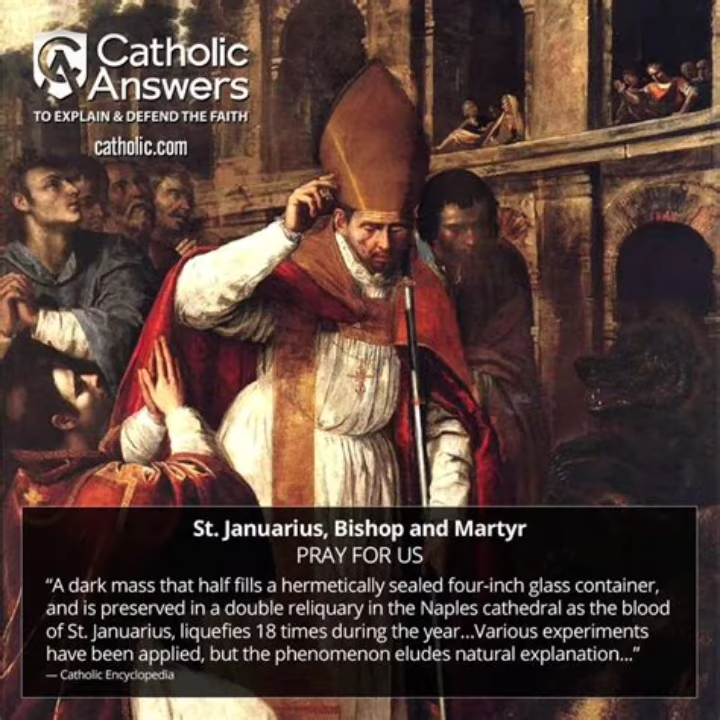 Catholic
Answers
TO EXPLAIN & DEFEND THE FAITH
catholic.com
St. Januarius, Bishop and Martyr
PRAY FOR US
“A dark mass that half fills a hermetically sealed four-inch glass container,
and is preserved in a double reliquary in the Naples cathedral as the blood
of St. Januarius, liquefies 18 times during the year...Various experiments
have been applied, but the phenomenon eludes natural explanation...”
— Catholic Encyclopedia